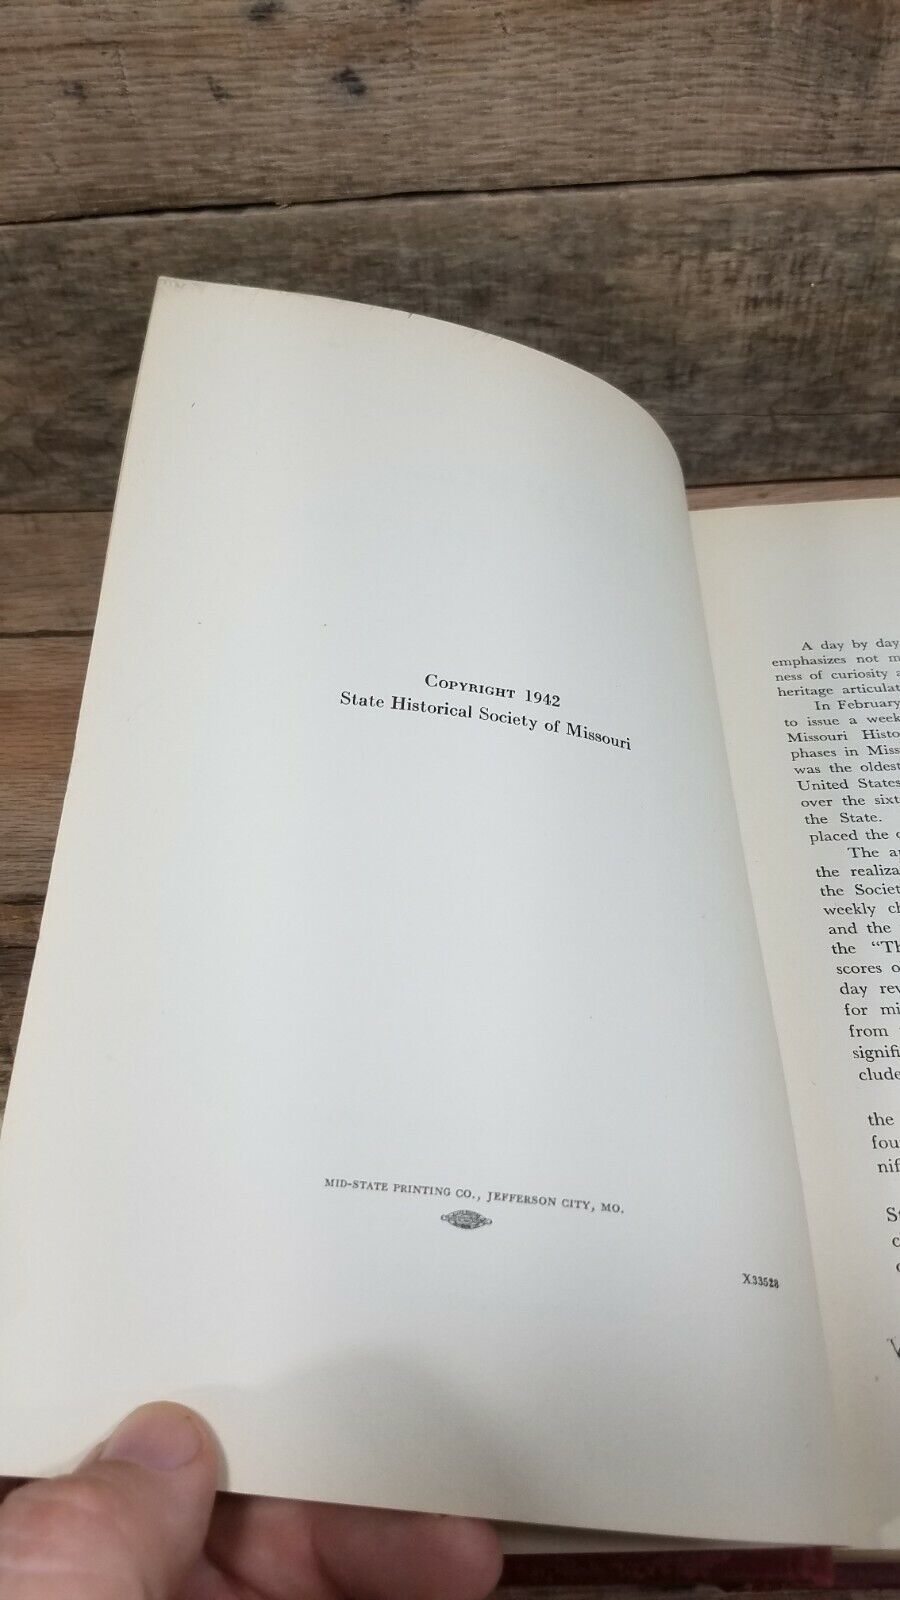 COPYRIGHT 1942
State Historical Society of Missouri
MID-STATE PRINTING CO., JEFFERSON CITY, MO.
X33528
A day by day
emphasizes not m
ness of curiosity a
heritage articulat
In February
to issue a week
Missouri Histo
phases in Miss
was the oldest
United States
over the sixt
the State.
placed the
The a
the realiza
the Societ
weekly ch
and the
the "Th
scores o
day rev
for mi
from
signifi
clude
the
fou
nif
St
c